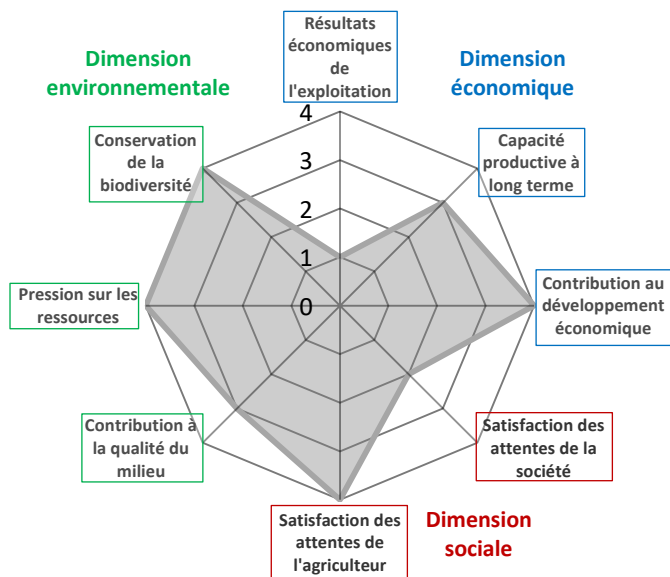 Résultats
économiques
de
l'exploitation
Dimension
environnementale
Dimension
économique
Conservation
de la
biodiversité
Capacité
productive à
long terme
4
3
2
1
0
Pression sur les
ressources
Contribution au
développement
économique
Contribution à
la qualité du
milieu
Satisfaction des
attentes de la
société
Satisfaction des
attentes de
l'agriculteur
Dimension
sociale